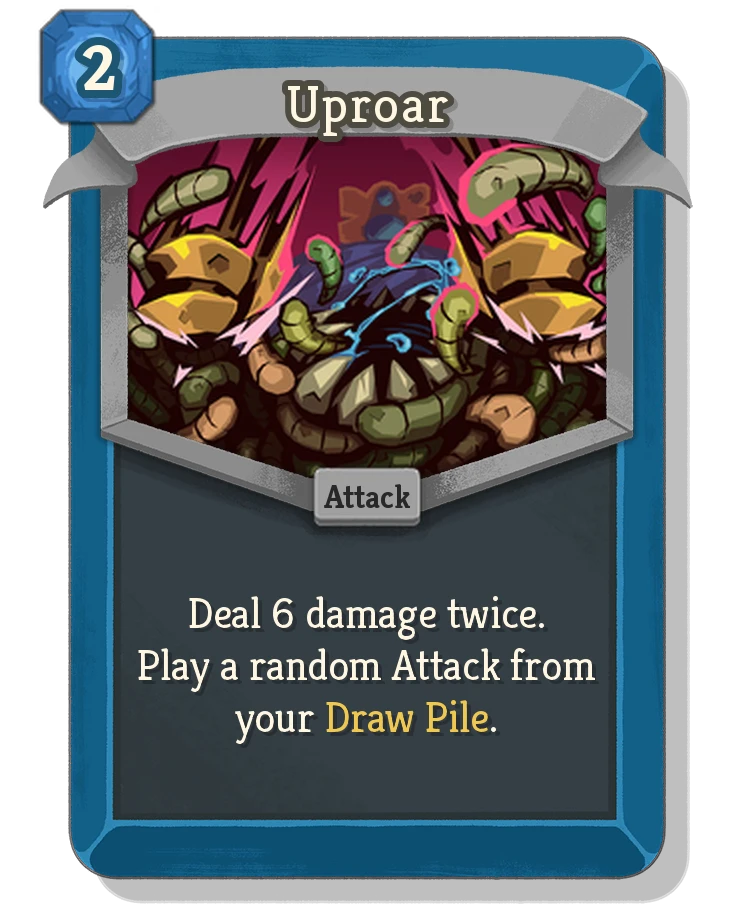 2
Uproar
Attack
Deal 6 damage twice.
Play a random Attack from
your Draw Pile.